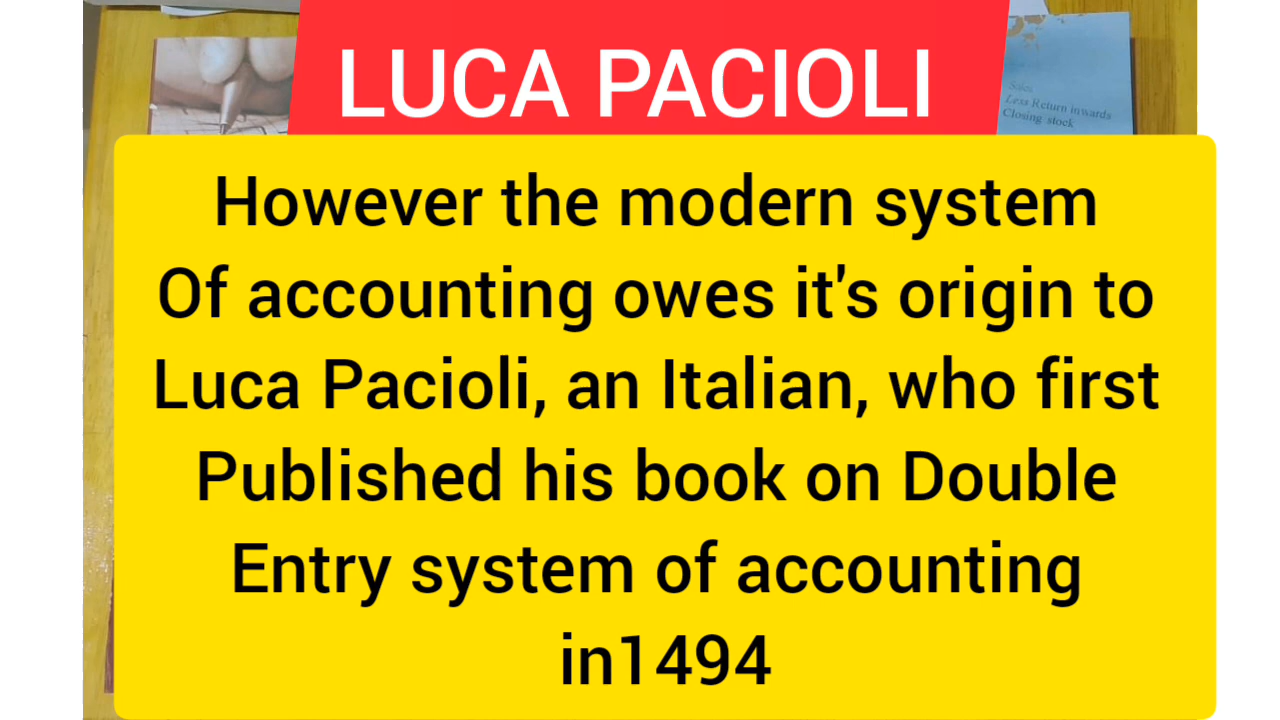 LUCA PACIOLI
Sales
Less Return inwards
Closing stock
However the modern system
Of accounting owes it's origin to
Luca Pacioli, an Italian, who first
Published his book on Double
Entry system of accounting
in1494